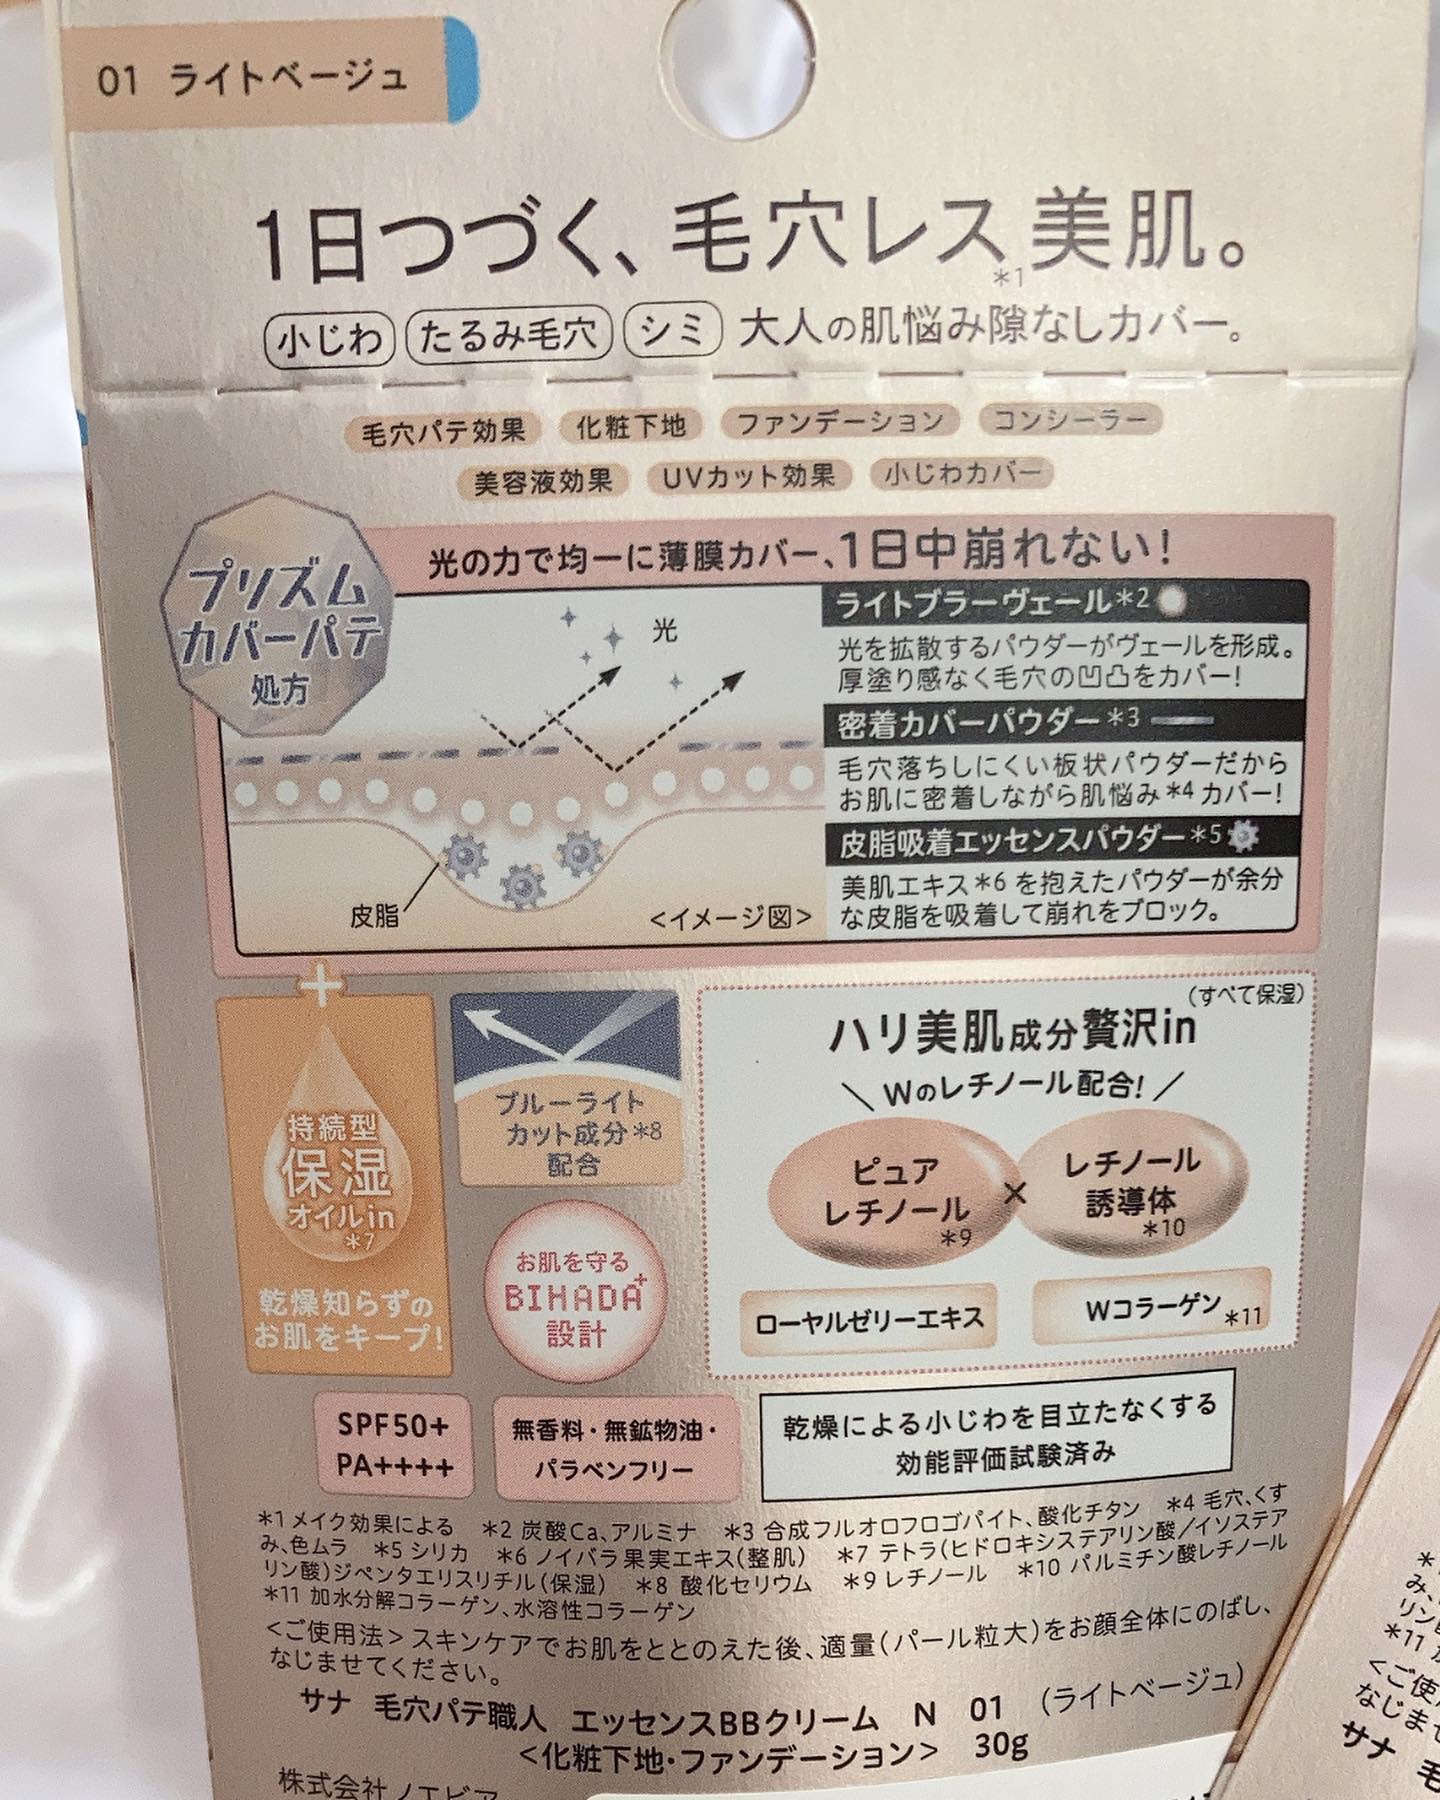 01 ライトベージュ
1日つづく、毛穴レス美肌。
*1
小じわ たるみ毛穴 シミ 大人の肌悩み隙なしカバー。
毛穴パテ効果 化粧下地 ファンデーション コンシーラー
美容液効果 UVカット効果 小じわカバー
プリズム
カバーパテ
処方
光の力で均一に薄膜カバー、1日中崩れない!
光
皮脂
<イメージ図>
ライトブラーヴェール*2
光を拡散するパウダーがヴェールを形成。
厚塗り感なく毛穴の凹凸をカバー!
密着カバーパウダー*3
毛穴落ちしにくい板状パウダーだから
お肌に密着しながら肌悩み*4カバー!
皮脂吸着エッセンスパウダー*5
美肌エキス*6を抱えたパウダーが余分
な皮脂を吸着して崩れをブロック。
+
持続型
保湿
オイルin
*7
乾燥知らずの
お肌をキープ!
ブルーライト
カット成分*8
配合
お肌を守る
BIHADA+
設計
(すべて保湿)
ハリ美肌成分贅沢in
\ Wのレチノール配合! /
ピュア
レチノール
*9
×
レチノール
誘導体
*10
ローヤルゼリーエキス
Wコラーゲン*11
SPF50+
PA++++
無香料・無鉱物油・
パラベンフリー
乾燥による小じわを目立たなくする
効能評価試験済み
*1 メイク効果による *2 炭酸Ca、アルミナ *3 合成フルオロフロゴパイト、酸化チタン *4 毛穴、くす
み、色ムラ *5 シリカ *6 ノイバラ果実エキス(整肌) *7 テトラ(ヒドロキシステアリン酸/イソステア
リン酸)ジペンタエリスリチル(保湿) *8 酸化セリウム *9 レチノール *10 パルミチン酸レチノール
*11 加水分解コラーゲン、水溶性コラーゲン
<ご使用法>スキンケアでお肌をととのえた後、適量(パール粒大)をお顔全体にのばし、
なじませてください。
サナ 毛穴パテ職人 エッセンスBBクリーム N 01 (ライトベージュ)
<化粧下地・ファンデーション> 30g
株式会社ノエビア
*11
<ご使
なじま
サナ